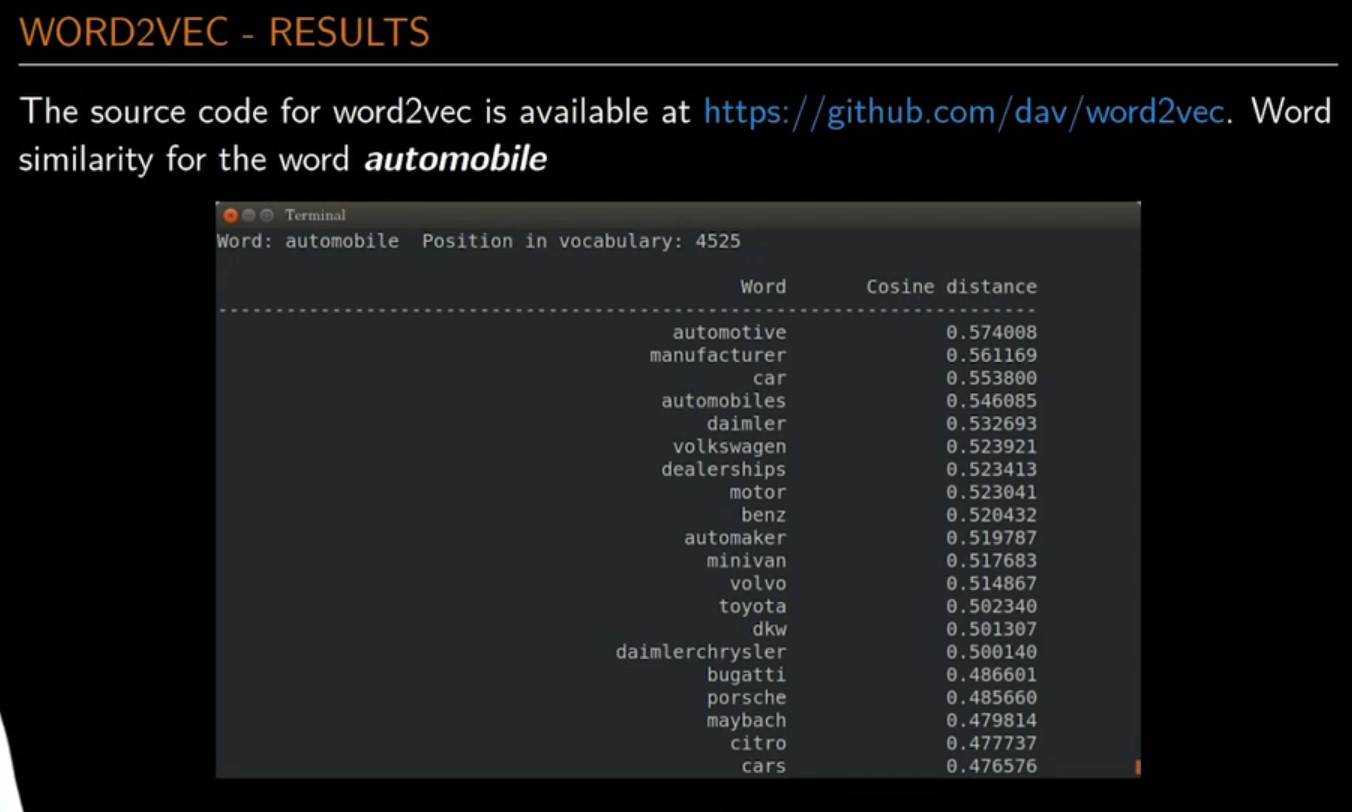 WORD2VEC - RESULTS
The source code for word2vec is available at https://github.com/dav/word2vec. Word
similarity for the word automobile
Terminal
Word: automobile Position in vocabulary: 4525
Word Cosine distance
------------------------------------------------------------------------
automotive 0.574008
manufacturer 0.561169
car 0.553800
automobiles 0.546085
daimler 0.532693
volkswagen 0.523921
dealerships 0.523413
motor 0.523041
benz 0.520432
automaker 0.519787
minivan 0.517683
volvo 0.514867
toyota 0.502340
dkw 0.501307
daimlerchrysler 0.500140
bugatti 0.486601
porsche 0.485660
maybach 0.479814
citro 0.477737
cars 0.476576